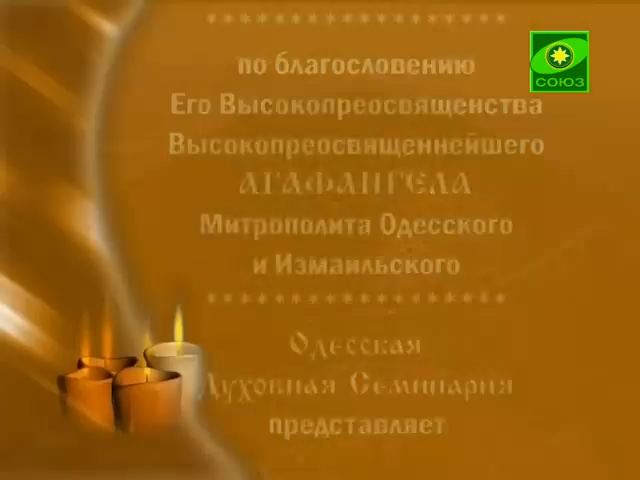 СОЮЗ
по благословению
Его Высокопреосвященства
Высокопреосвященнейшего
АГАФАНГЕЛА
Митрополита Одесского
и Измаильского
Одесская
Духовная Семинария
представляет